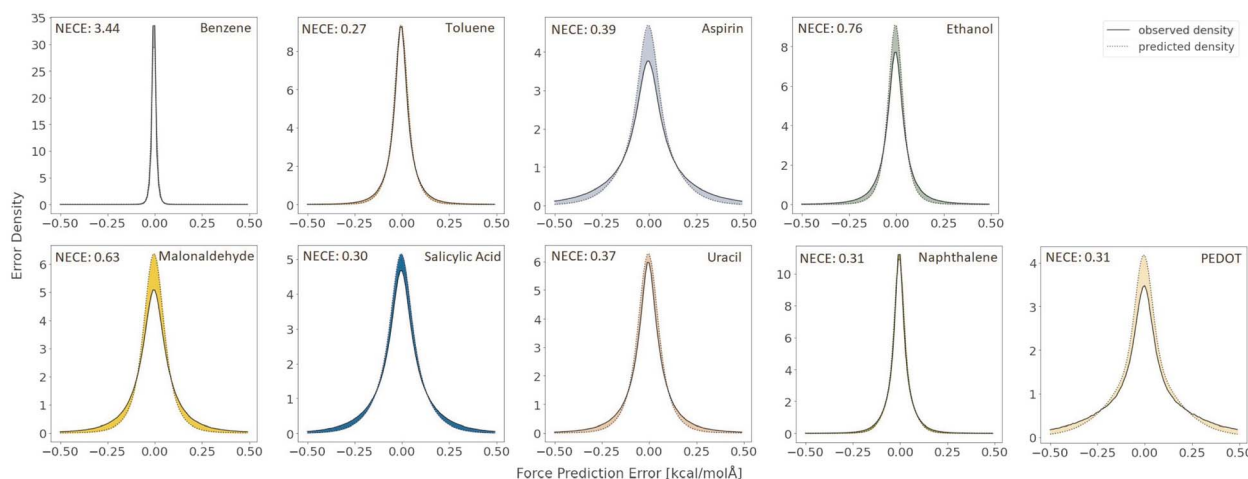 NECE: 3.44 Benzene
35
30
25
20
15
10
5
0
−0.50 −0.25 0.00 0.25 0.50
NECE: 0.27 Toluene
8
6
4
2
0
−0.50 −0.25 0.00 0.25 0.50
NECE: 0.39 Aspirin
4
3
2
1
0
−0.50 −0.25 0.00 0.25 0.50
NECE: 0.76 Ethanol
8
6
4
2
0
−0.50 −0.25 0.00 0.25 0.50
observed density
predicted density
Error Density
NECE: 0.63 Malonaldehyde
6
5
4
3
2
1
0
−0.50 −0.25 0.00 0.25 0.50
NECE: 0.30 Salicylic Acid
5
4
3
2
1
0
−0.50 −0.25 0.00 0.25 0.50
NECE: 0.37 Uracil
6
5
4
3
2
1
0
−0.50 −0.25 0.00 0.25 0.50
NECE: 0.31 Naphthalene
10
8
6
4
2
0
−0.50 −0.25 0.00 0.25 0.50
NECE: 0.31 PEDOT
4
3
2
1
0
−0.50 −0.25 0.00 0.25 0.50
Force Prediction Error [kcal/molÅ]